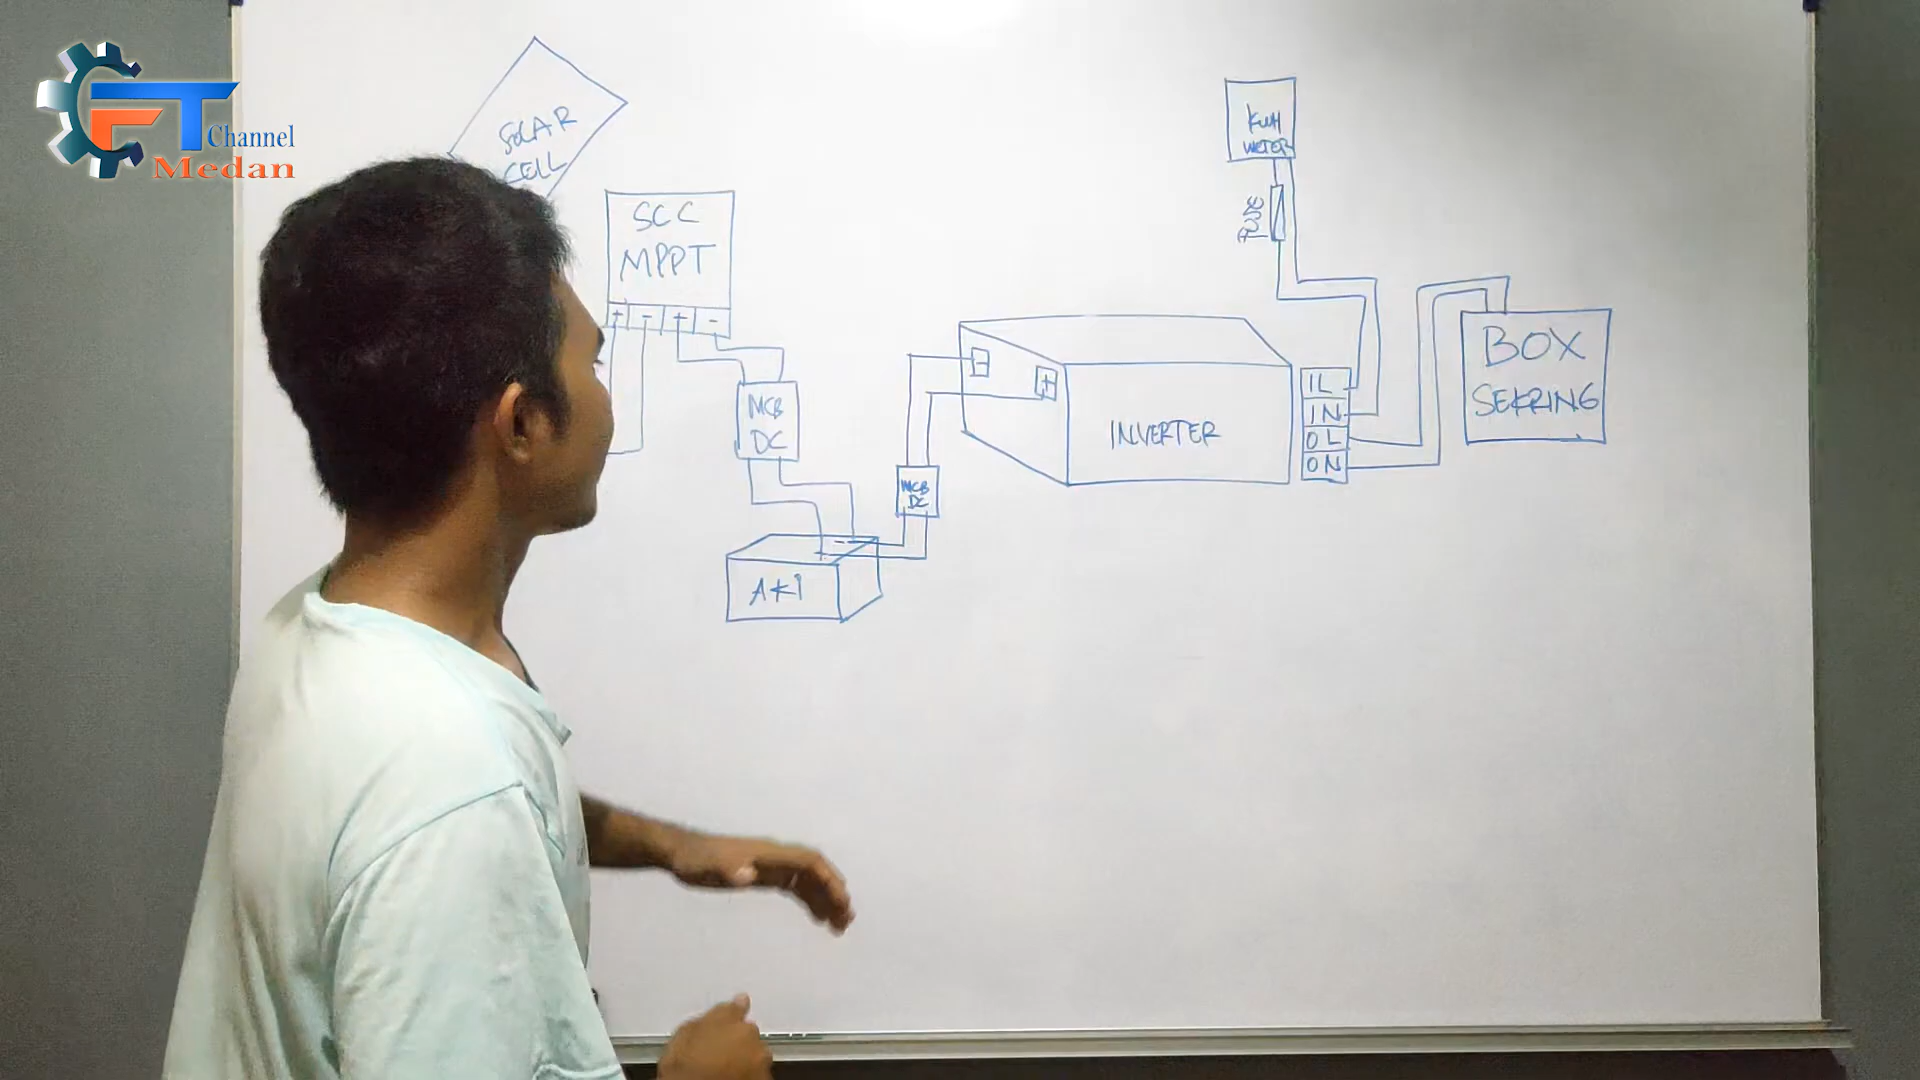 FT
Channel
Medan
SOLAR
CELL
SCC
MPPT
+ - + -
MCB
DC
AKI
MCB
DC
-
+
INVERTER
KWH
METER
FUSE
IL
IN
OL
ON
BOX
SEKRING